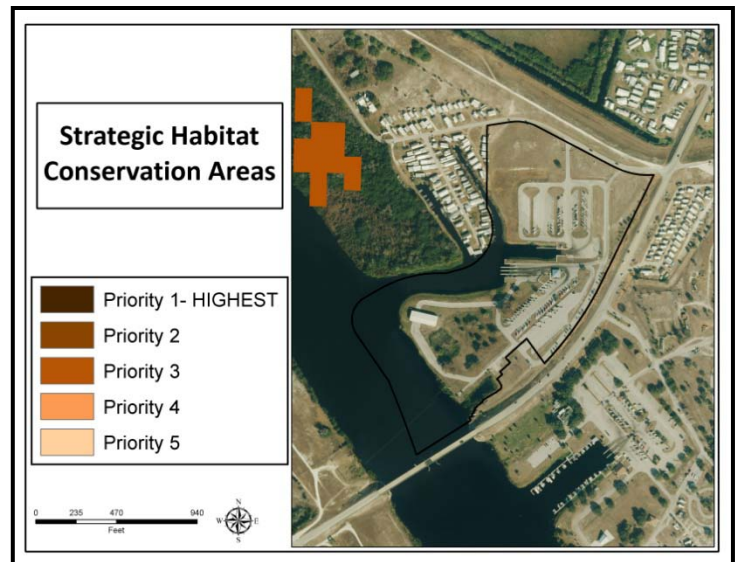 Strategic Habitat
Conservation Areas
Priority 1- HIGHEST
Priority 2
Priority 3
Priority 4
Priority 5
0 235 470 940
Feet
N
W E
S